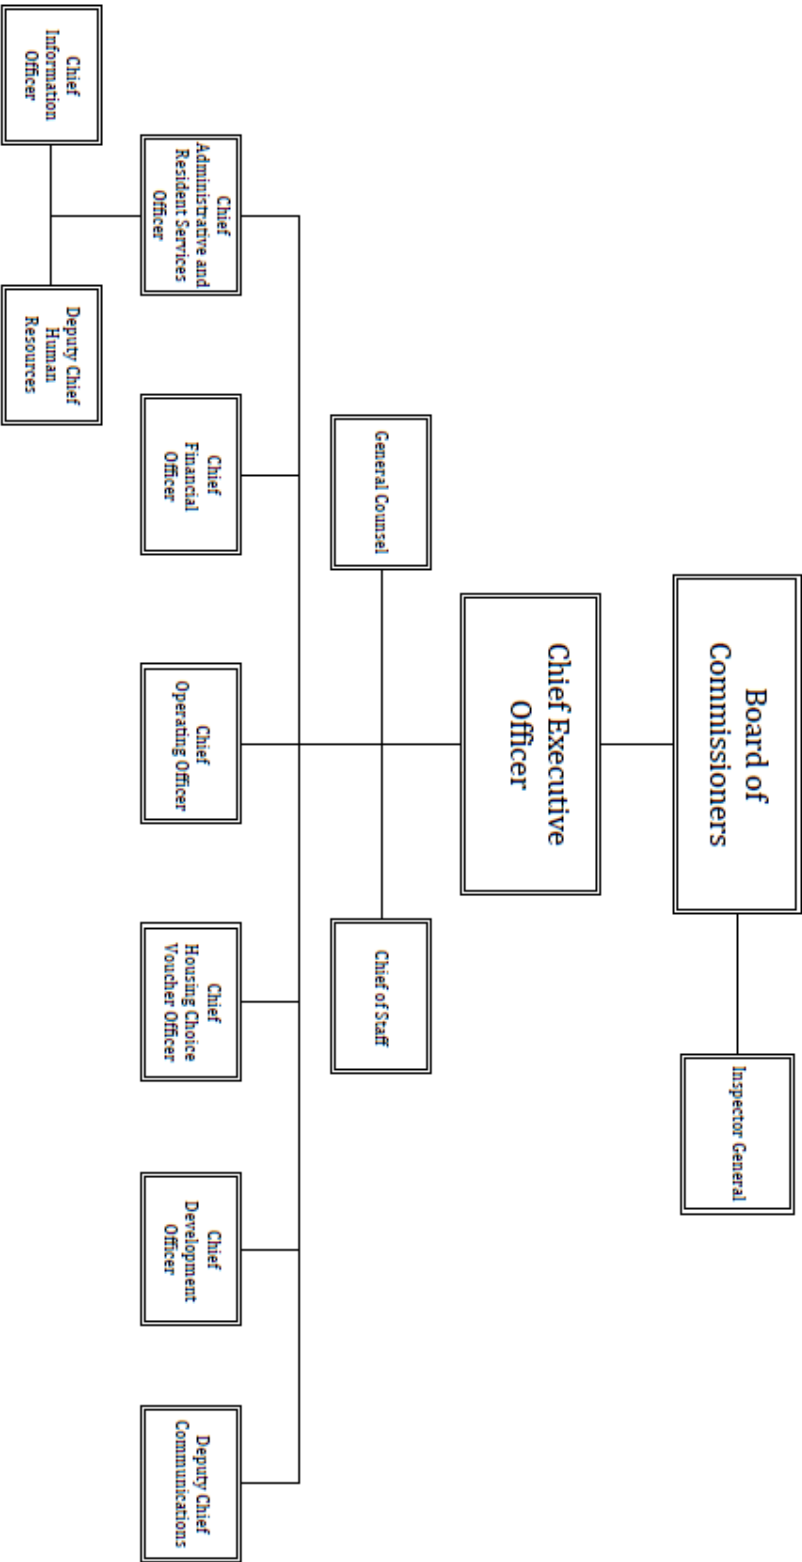 Board of
Commissioners
Inspector General
Chief Executive
Officer
General Counsel
Chief of Staff
Chief
Administrative and
Resident Services
Officer
Chief
Financial
Officer
Chief
Operating Officer
Chief
Housing Choice
Voucher Officer
Chief
Development
Officer
Deputy Chief
Communications
Chief
Information
Officer
Deputy Chief
Human
Resources